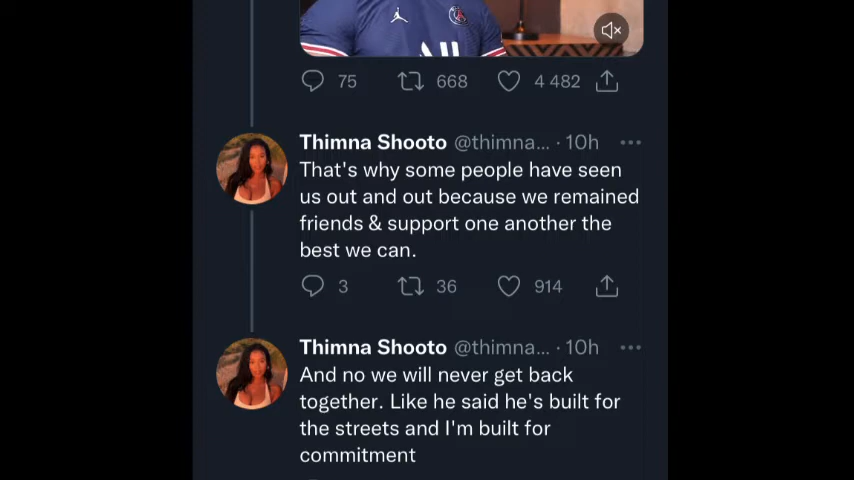 75 668 4 482
Thimna Shooto @thimna... · 10h
That's why some people have seen
us out and out because we remained
friends & support one another the
best we can.
3 36 914
Thimna Shooto @thimna... · 10h
And no we will never get back
together. Like he said he's built for
the streets and I'm built for
commitment